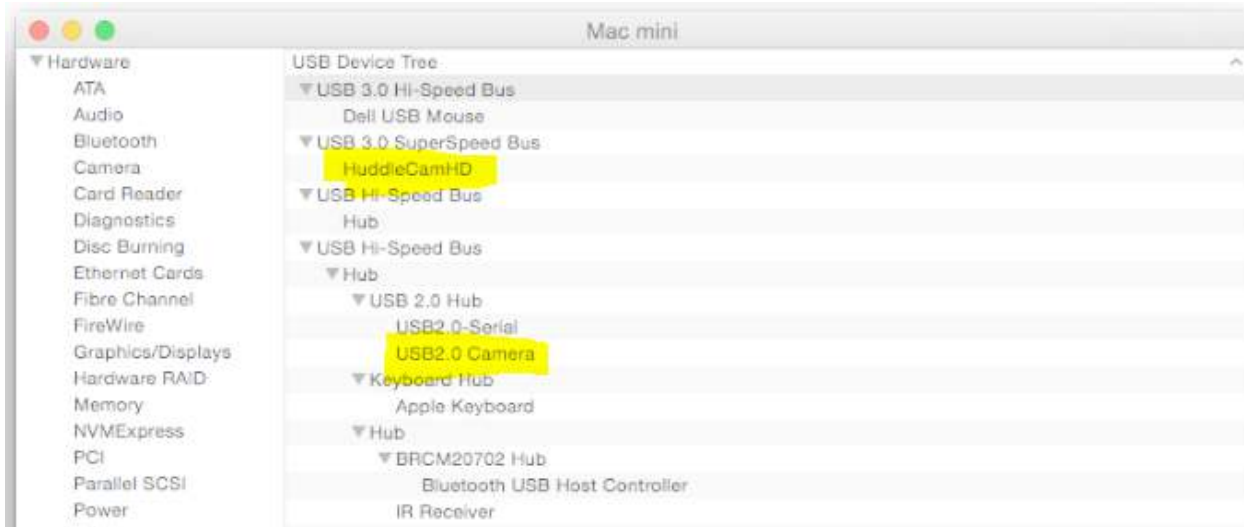 Mac mini
Hardware
ATA
Audio
Bluetooth
Camera
Card Reader
Diagnostics
Disc Burning
Ethernet Cards
Fibre Channel
FireWire
Graphics/Displays
Hardware RAID
Memory
NVMExpress
PCI
Parallel SCSI
Power
USB Device Tree
USB 3.0 Hi-Speed Bus
Dell USB Mouse
USB 3.0 SuperSpeed Bus
HuddleCamHD
USB Hi-Speed Bus
Hub
USB Hi-Speed Bus
Hub
USB 2.0 Hub
USB2.0-Serial
USB2.0 Camera
Keyboard Hub
Apple Keyboard
Hub
BRCM20702 Hub
Bluetooth USB Host Controller
IR Receiver